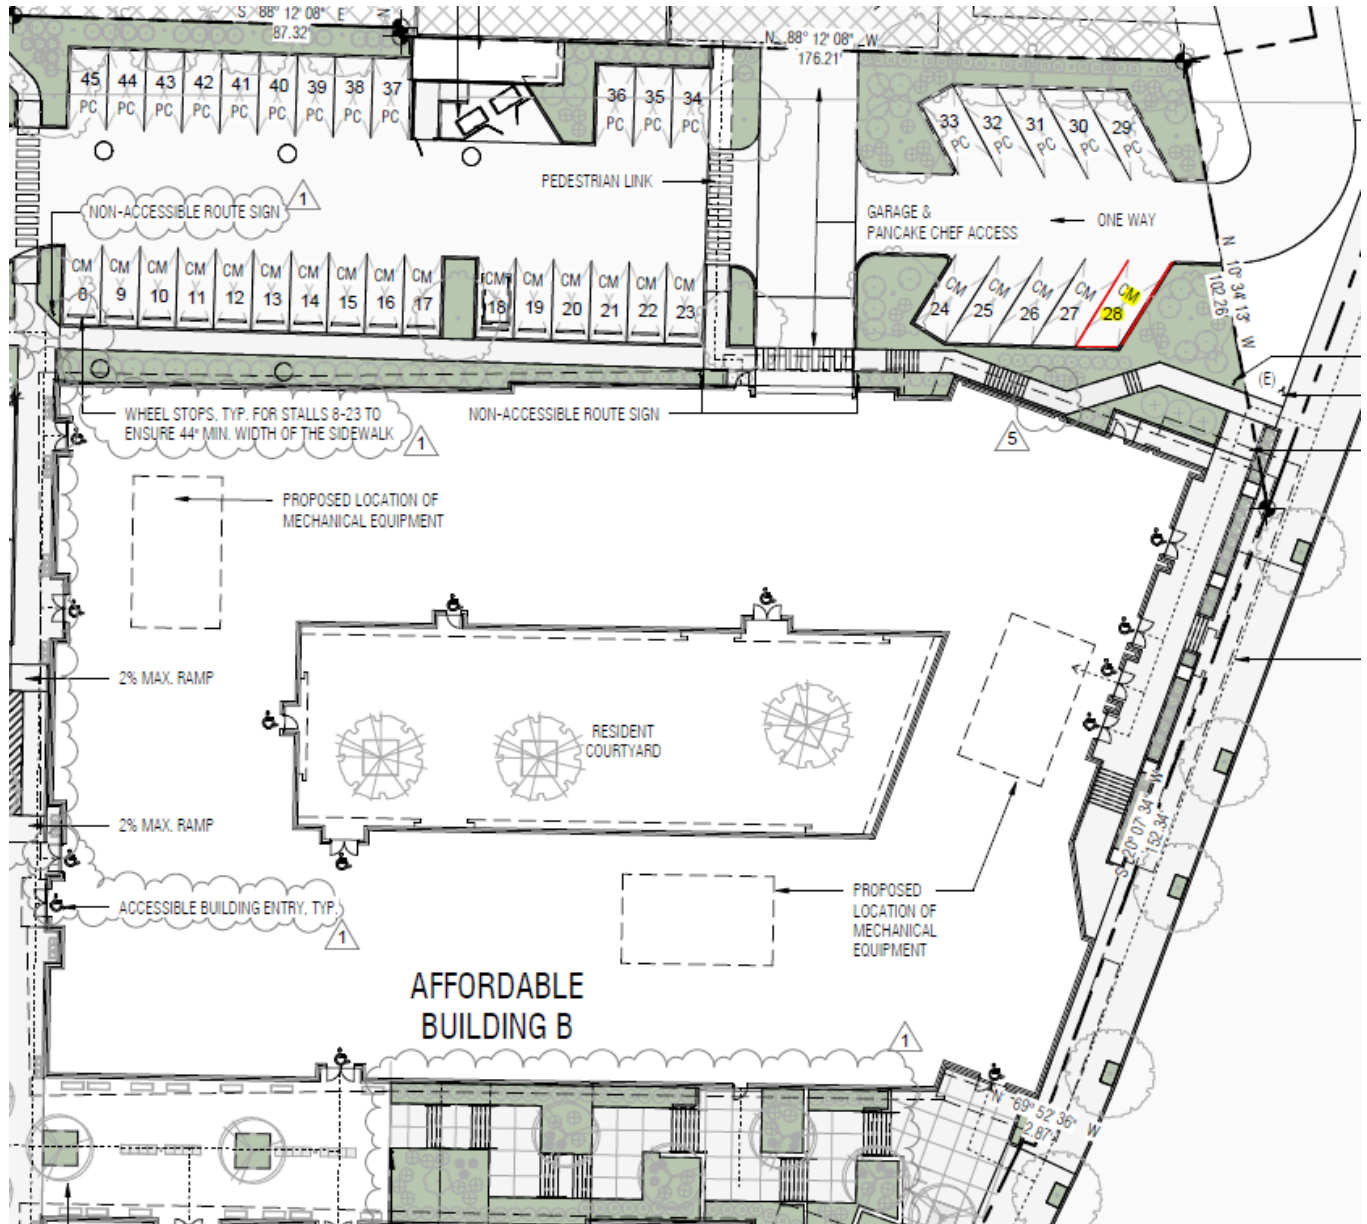 S 88° 12' 08" E
87.32'
N
N 88° 12' 08" W
176.21'
45 44 43 42 41 40 39 38 37
PC PC PC PC PC PC PC PC PC
36 35 34
PC PC PC
33 32 31 30 29
PC PC PC PC PC
PEDESTRIAN LINK
NON-ACCESSIBLE ROUTE SIGN
1
GARAGE &
PANCAKE CHEF ACCESS
ONE WAY
N 10° 34' 13" W
102.26'
CM CM CM CM CM CM CM CM CM CM
8 9 10 11 12 13 14 15 16 17
CM CM CM CM CM CM
18 19 20 21 22 23
CM CM CM CM CM
24 25 26 27 28
(E)
WHEEL STOPS, TYP. FOR STALLS 8-23 TO
ENSURE 44" MIN. WIDTH OF THE SIDEWALK
1
NON-ACCESSIBLE ROUTE SIGN
5
PROPOSED LOCATION OF
MECHANICAL EQUIPMENT
2% MAX. RAMP
RESIDENT
COURTYARD
2% MAX. RAMP
S 20° 07' 34" W
152.34'
ACCESSIBLE BUILDING ENTRY, TYP.
1
PROPOSED
LOCATION OF
MECHANICAL
EQUIPMENT
AFFORDABLE
BUILDING B
1
N 69° 52' 36" W
2.87'